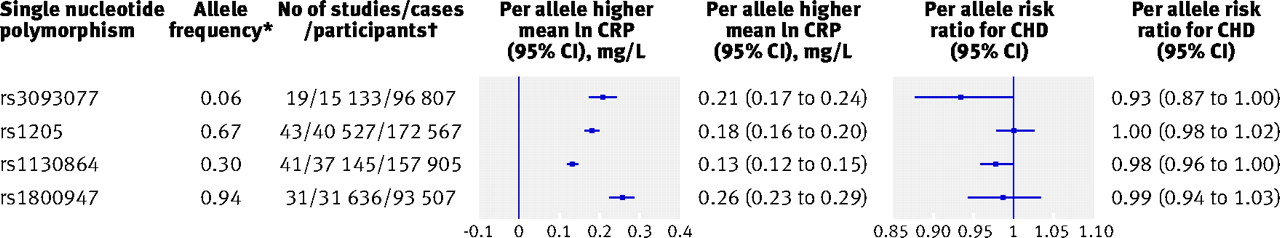 Single nucleotide polymorphism Allele frequency* No of studies/cases /participants† Per allele higher mean ln CRP (95% CI), mg/L Per allele higher mean ln CRP (95% CI), mg/L Per allele risk ratio for CHD (95% CI) Per allele risk ratio for CHD (95% CI)
rs3093077 0.06 19/15 133/96 807 0.21 (0.17 to 0.24) 0.93 (0.87 to 1.00)
rs1205 0.67 43/40 527/172 567 0.18 (0.16 to 0.20) 1.00 (0.98 to 1.02)
rs1130864 0.30 41/37 145/157 905 0.13 (0.12 to 0.15) 0.98 (0.96 to 1.00)
rs1800947 0.94 31/31 636/93 507 0.26 (0.23 to 0.29) 0.99 (0.94 to 1.03)
-0.1 0 0.1 0.2 0.3 0.4 0.85 0.90 0.95 1 1.05 1.10